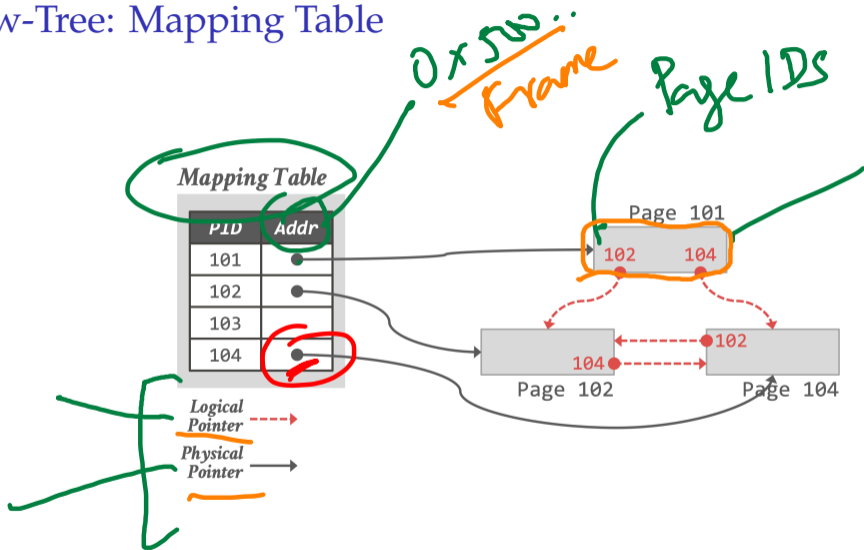 w-Tree: Mapping Table
0x500..
Frame
Page IDs
Mapping Table
PID Addr
101
102
103
104
Page 101
102 104
102
104
Page 102
Page 104
Logical
Pointer
Physical
Pointer